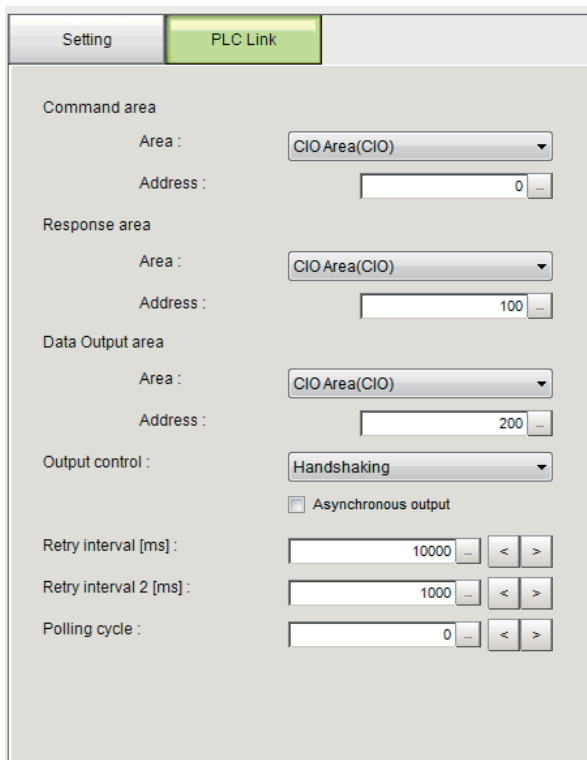 Setting PLC Link
Command area
Area : CIO Area(CIO)
Address : 0 ...
Response area
Area : CIO Area(CIO)
Address : 100 ...
Data Output area
Area : CIO Area(CIO)
Address : 200 ...
Output control : Handshaking
Asynchronous output
Retry interval [ms] : 10000 ... < >
Retry interval 2 [ms] : 1000 ... < >
Polling cycle : 0 ... < >